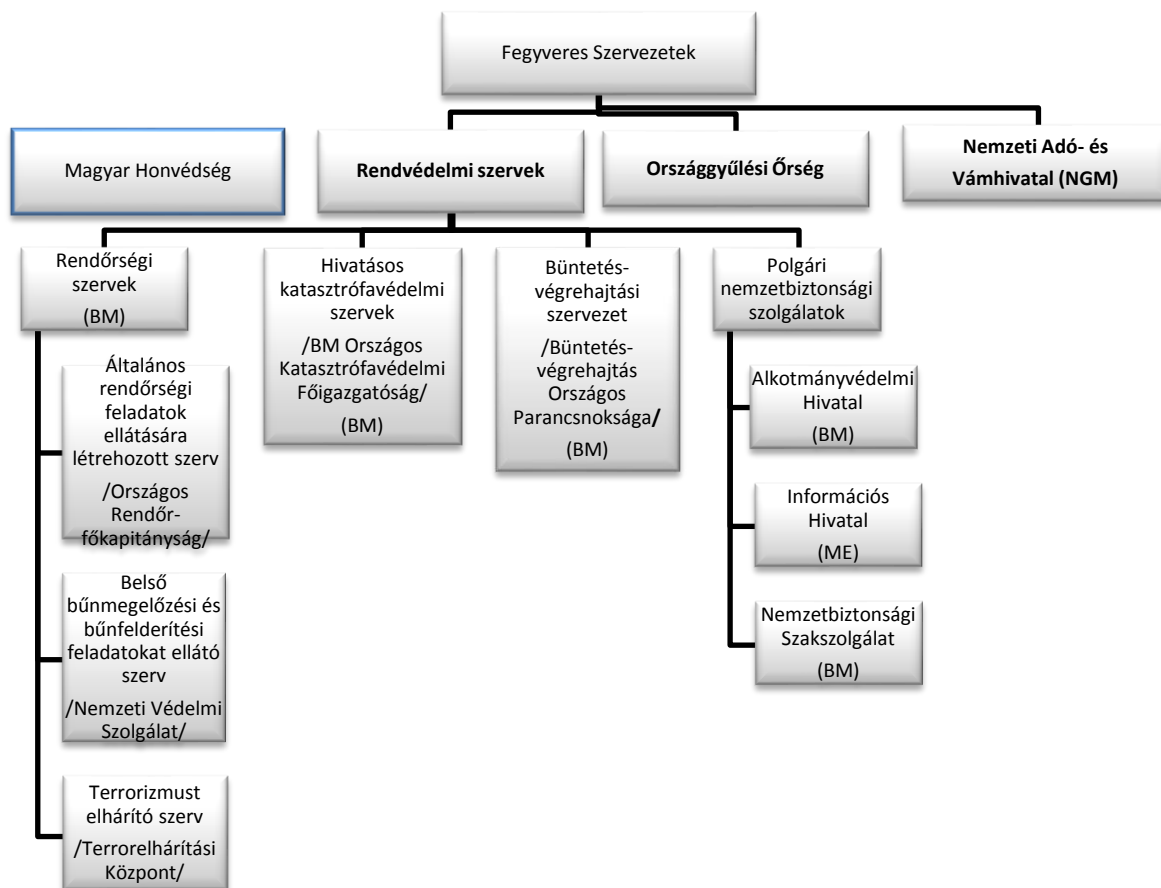 Fegyveres Szervezetek
Magyar Honvédség
Rendvédelmi szervek
Országgyűlési Őrség
Nemzeti Adó- és
Vámhivatal (NGM)
Rendőrségi
szervek
(BM)
Általános
rendőrségi
feladatok
ellátására
létrehozott szerv
/Országos
Rendőr-
főkapitányság/
Belső
bűnmegelőzési és
bűnfelderítési
feladatokat ellátó
szerv
/Nemzeti Védelmi
Szolgálat/
Terrorizmust
elhárító szerv
/Terrorelhárítási
Központ/
Hivatásos
katasztrófavédelmi
szervek
/BM Országos
Katasztrófavédelmi
Főigazgatóság/
(BM)
Büntetés-
végrehajtási
szervezet
/Büntetés-
végrehajtás
Országos
Parancsnoksága/
(BM)
Polgári
nemzetbiztonsági
szolgálatok
Alkotmányvédelmi
Hivatal
(BM)
Információs
Hivatal
(ME)
Nemzetbiztonsági
Szakszolgálat
(BM)